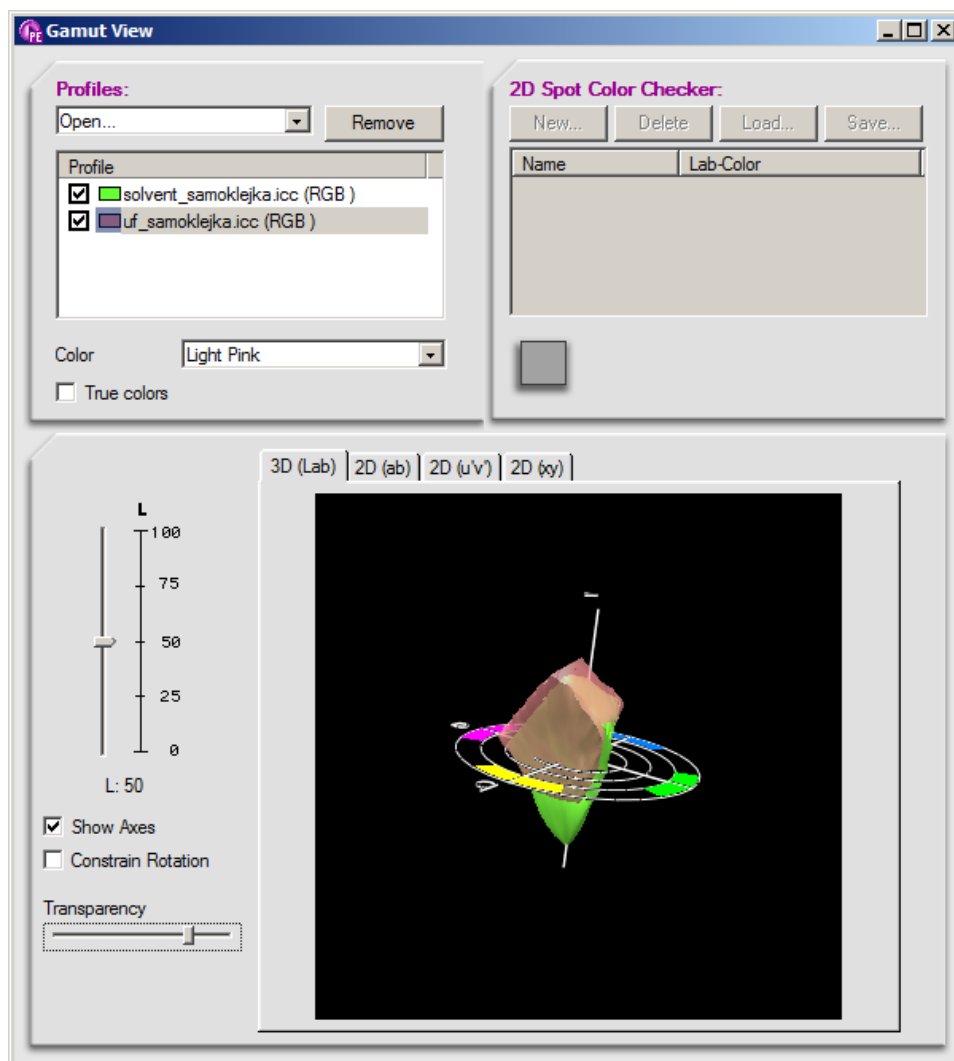 Gamut View
Profiles:
Open...
Remove
Profile
solvent_samoklejka.icc (RGB )
uf_samoklejka.icc (RGB )
Color
Light Pink
True colors
2D Spot Color Checker:
New...
Delete
Load...
Save...
Name
Lab-Color
3D (Lab)
2D (ab)
2D (u'v')
2D (xy)
L
100
75
50
25
0
L: 50
Show Axes
Constrain Rotation
Transparency